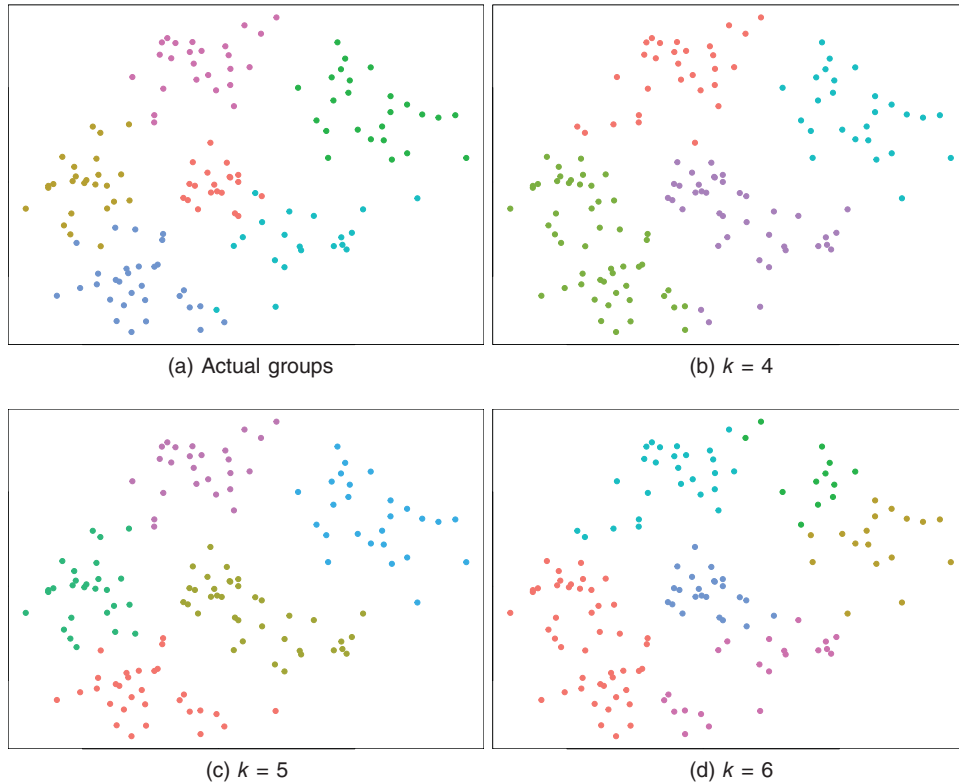 (a) Actual groups
(b) k = 4
(c) k = 5
(d) k = 6